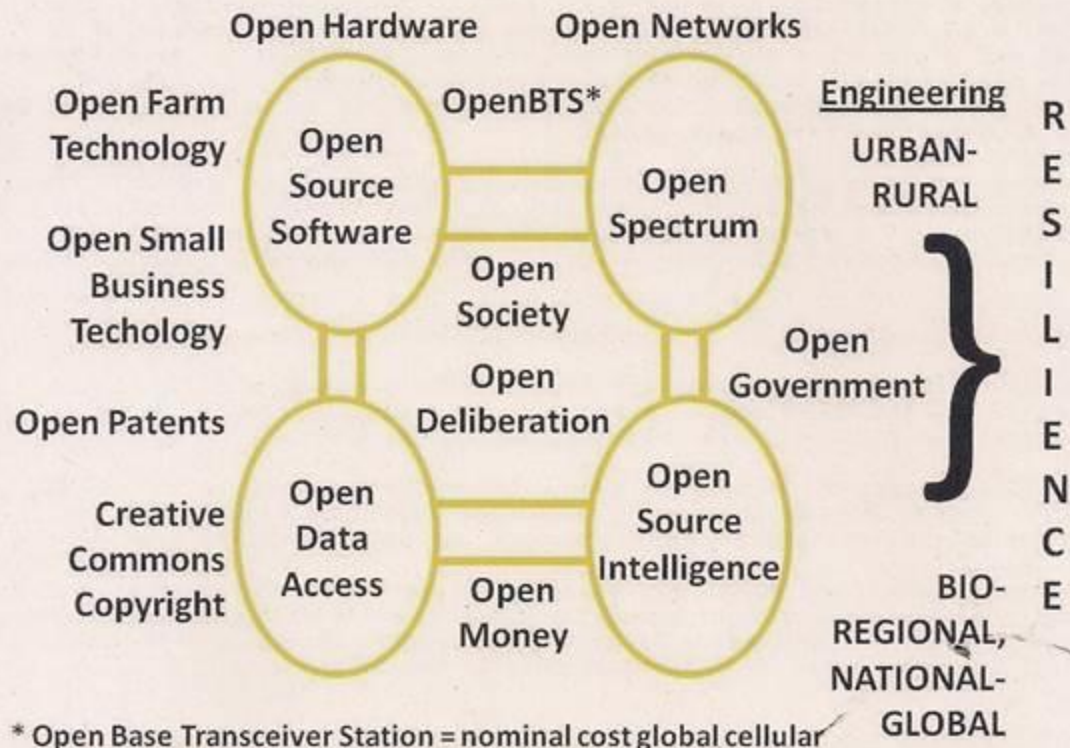 Open Hardware
Open Networks
Open Farm
Technology
Open Small
Business
Techology
Open Patents
Creative
Commons
Copyright
Open
Source
Software
OpenBTS*
Open
Society
Open
Deliberation
Open
Spectrum
Open
Data
Access
Open
Money
Open
Source
Intelligence
Open
Government
Engineering
URBAN-
RURAL
}
BIO-
REGIONAL,
NATIONAL-
GLOBAL
R
E
S
I
L
I
E
N
C
E
* Open Base Transceiver Station = nominal cost global cellular